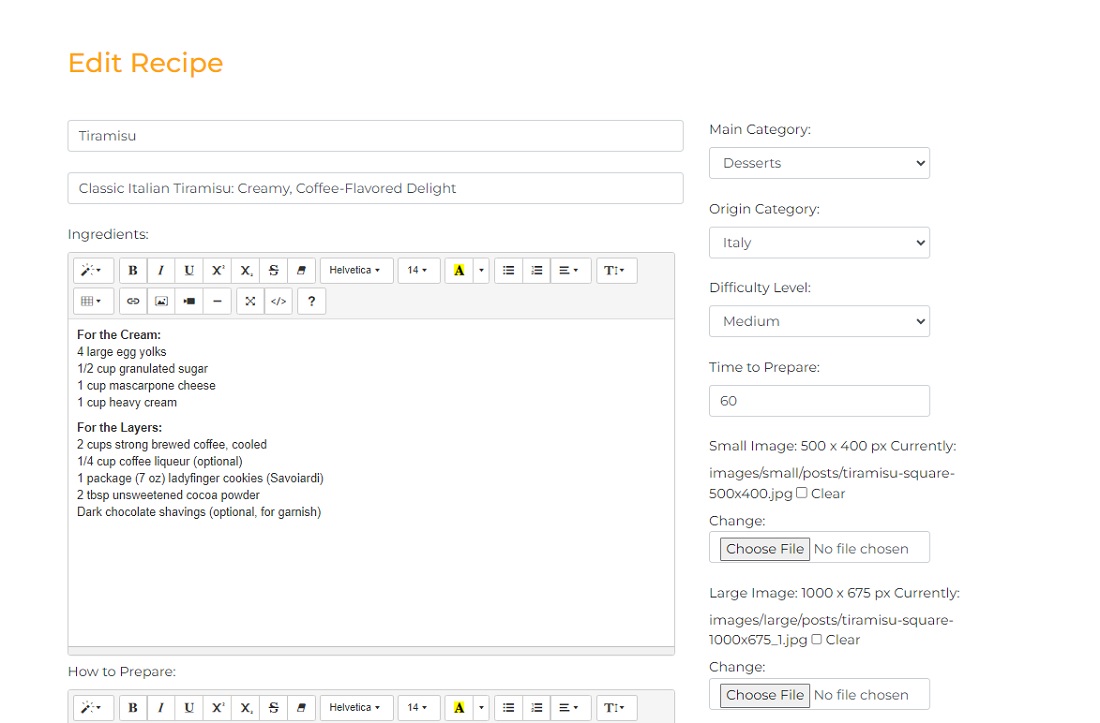 Edit Recipe
Tiramisu
Classic Italian Tiramisu: Creamy, Coffee-Flavored Delight
Ingredients:
B I U X² X₂ S Helvetica 14 A T
</> ?
For the Cream:
4 large egg yolks
1/2 cup granulated sugar
1 cup mascarpone cheese
1 cup heavy cream
For the Layers:
2 cups strong brewed coffee, cooled
1/4 cup coffee liqueur (optional)
1 package (7 oz) ladyfinger cookies (Savoiardi)
2 tbsp unsweetened cocoa powder
Dark chocolate shavings (optional, for garnish)
How to Prepare:
B I U X² X₂ S Helvetica 14 A T
Main Category:
Desserts
Origin Category:
Italy
Difficulty Level:
Medium
Time to Prepare:
60
Small Image: 500 x 400 px Currently:
images/small/posts/tiramisu-square-
500x400.jpg Clear
Change:
Choose File No file chosen
Large Image: 1000 x 675 px Currently:
images/large/posts/tiramisu-square-
1000x675_1.jpg Clear
Change:
Choose File No file chosen